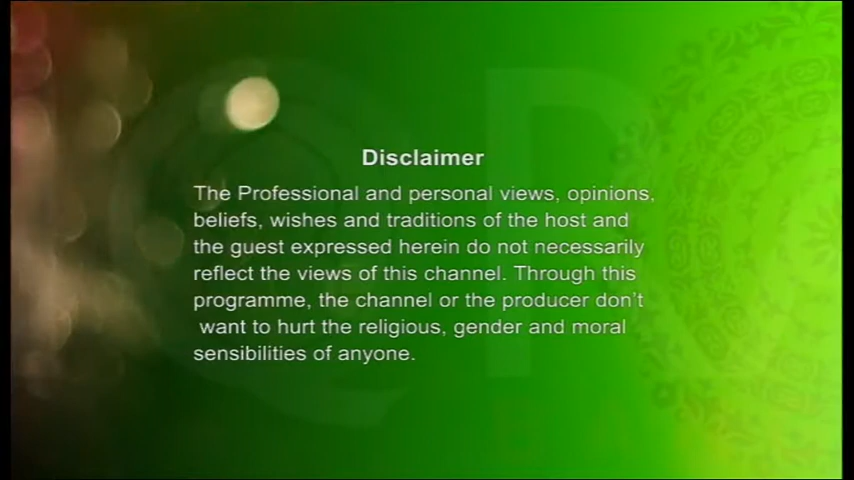 Disclaimer
The Professional and personal views, opinions,
beliefs, wishes and traditions of the host and
the guest expressed herein do not necessarily
reflect the views of this channel. Through this
programme, the channel or the producer don't
want to hurt the religious, gender and moral
sensibilities of anyone.